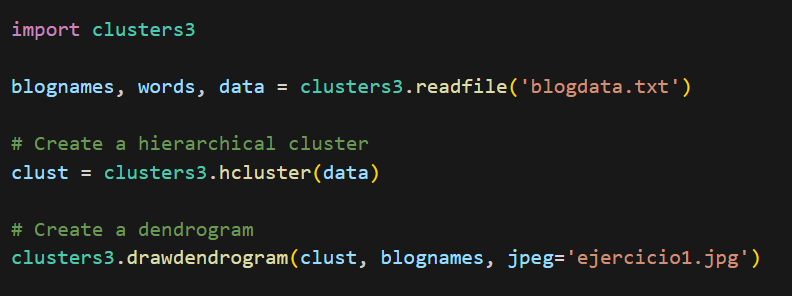 import clusters3
blognames, words, data = clusters3.readfile('blogdata.txt')
# Create a hierarchical cluster
clust = clusters3.hcluster(data)
# Create a dendrogram
clusters3.drawdendrogram(clust, blognames, jpeg='ejercicio1.jpg')